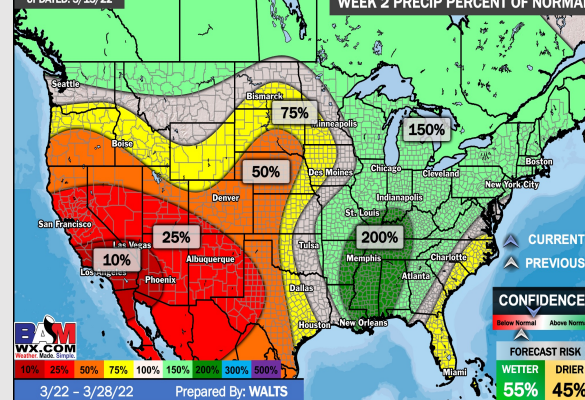 UPDATED: 3/15/22
WEEK 2 PRECIP PERCENT OF NORMAL
Seattle
Bismarck
75%
Minneapolis
150%
Boise
Boston
50%
Des Moines
Chicago
Cleveland
New York City
Denver
Indianapolis
San Francisco
St. Louis
25%
200%
CURRENT
Las Vegas
Tulsa
10%
Albuquerque
Memphis
Charlotte
PREVIOUS
Los Angeles
Phoenix
Atlanta
Dallas
CONFIDENCE
Houston
New Orleans
Below Normal
Above Norm
BAM
WX.COM
Weather. Made. Simple.
FORECAST RISK
10% 25% 50% 75% 100% 150% 200% 300% 500%
Miami
WETTER
DRIER
3/22 – 3/28/22
Prepared By: WALTS
55%
45%